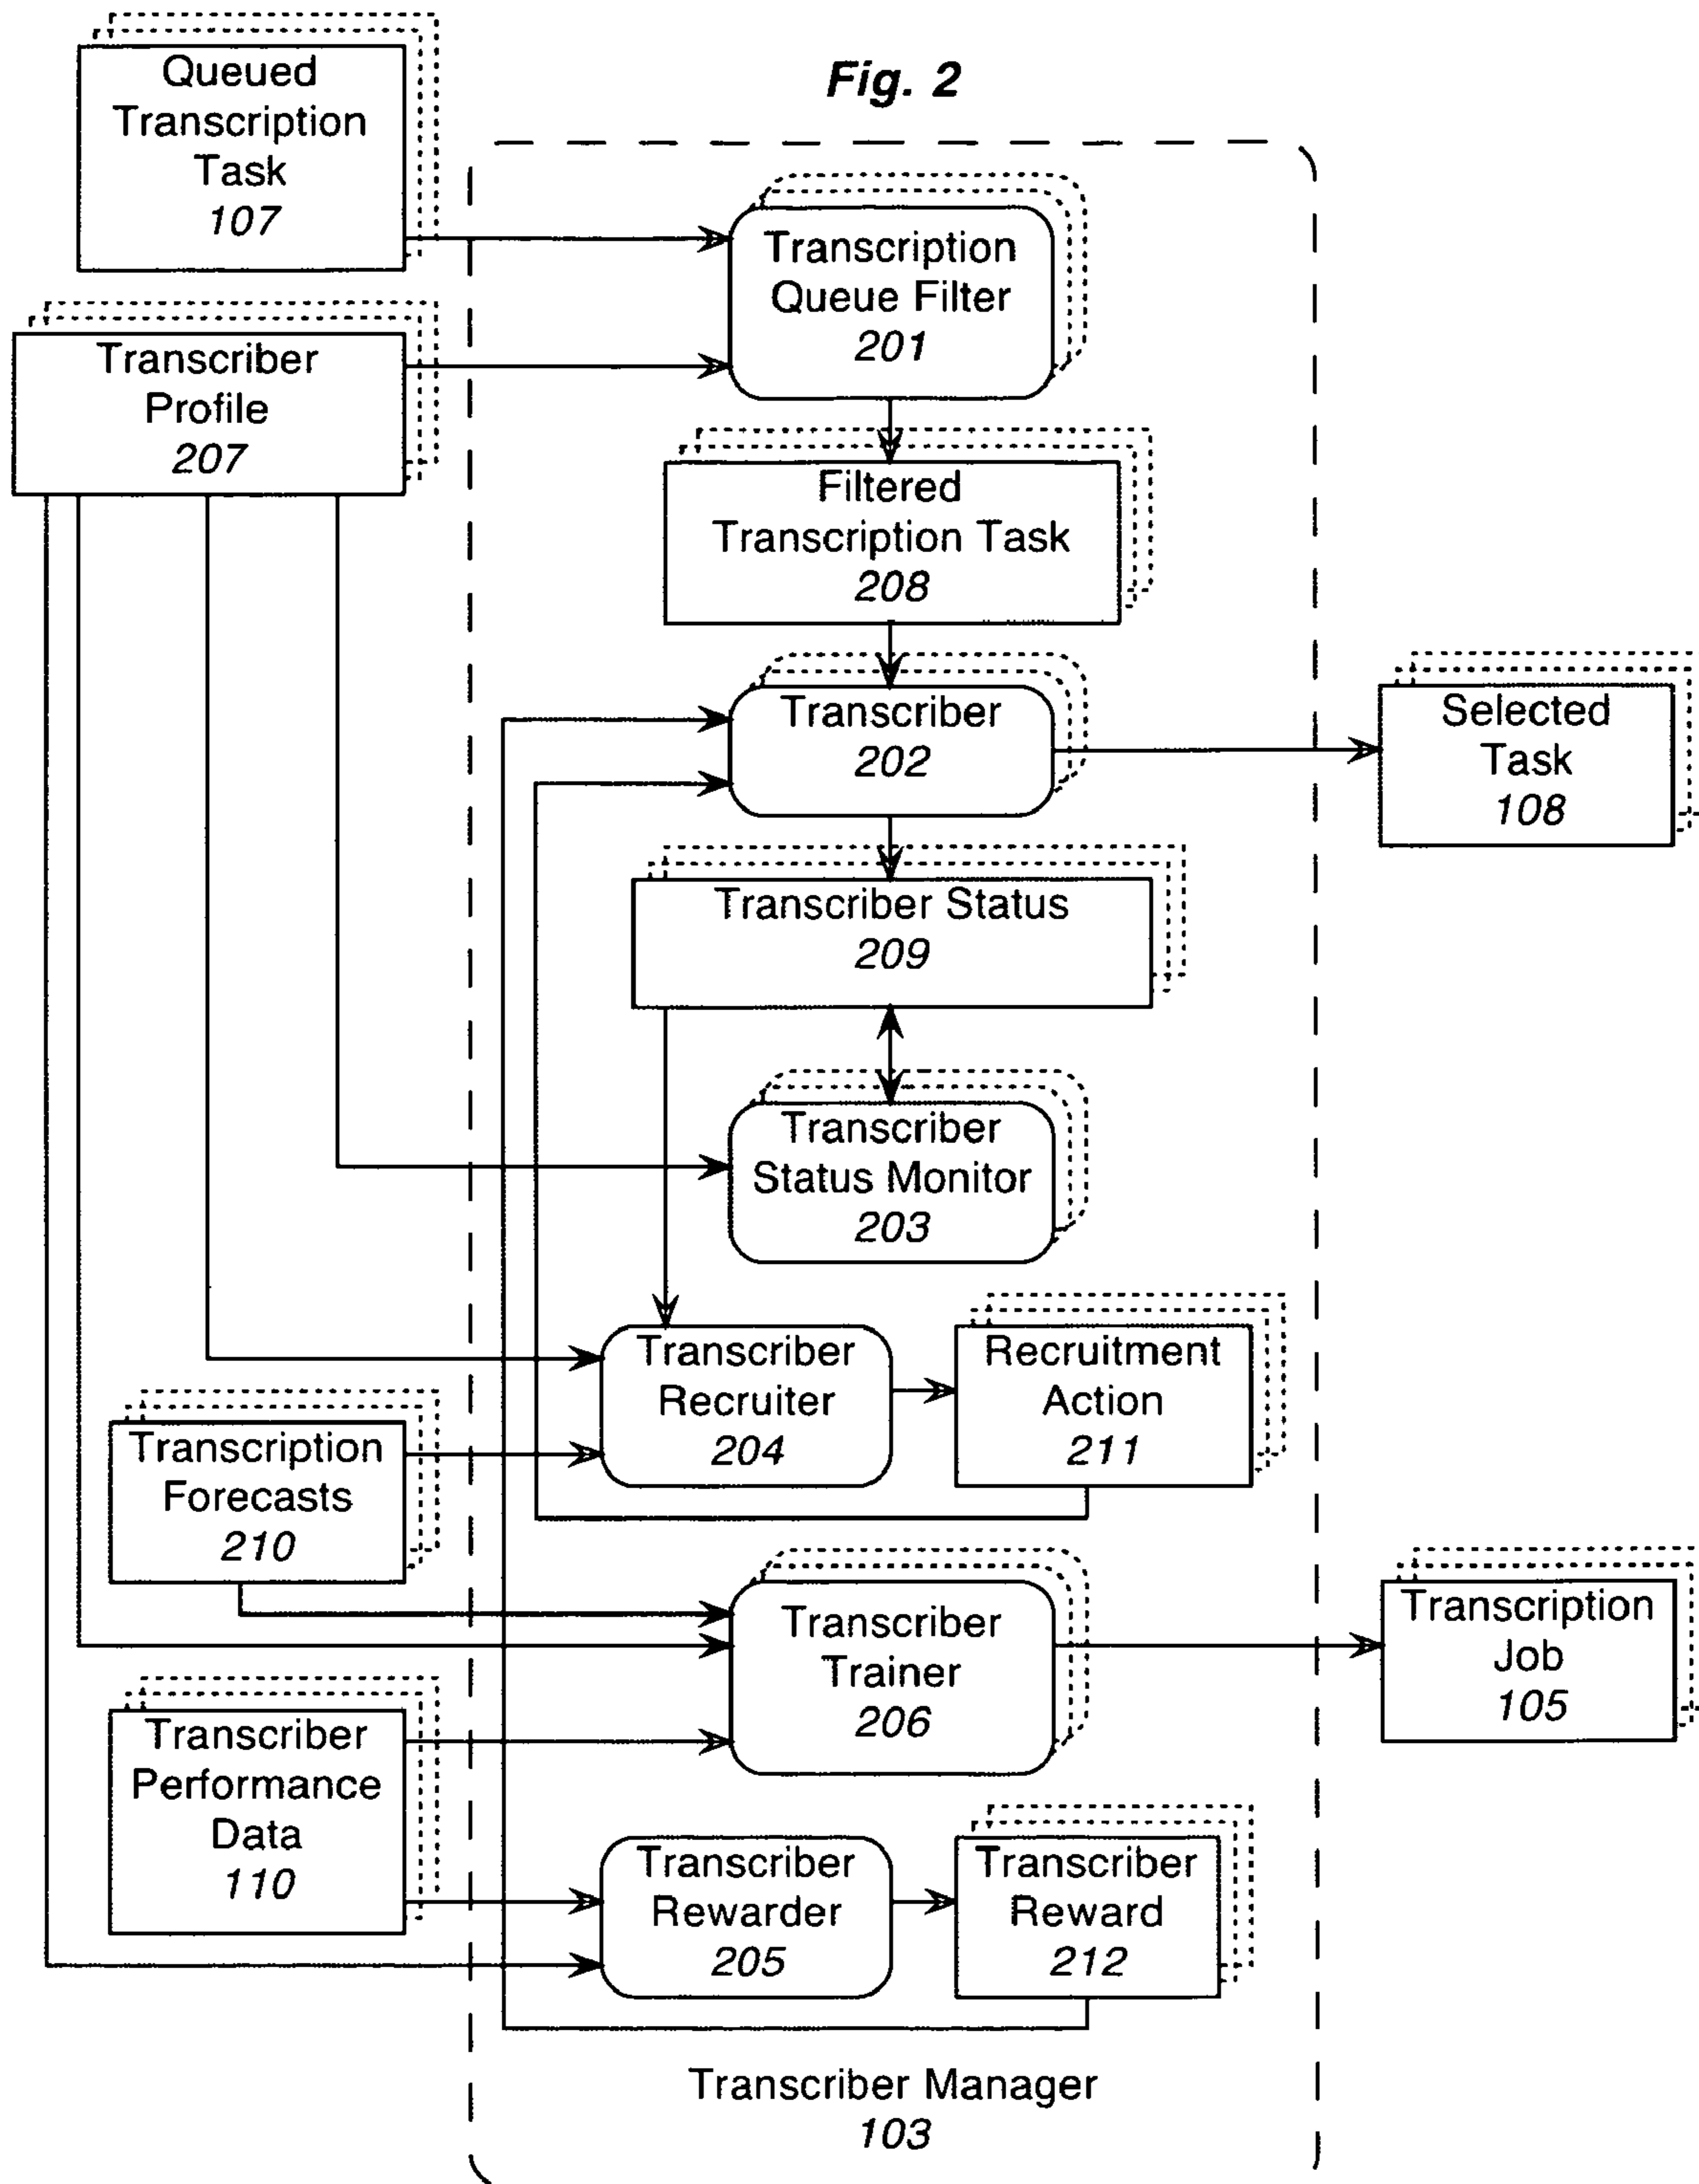 Fig. 2
Queued
Transcription
Task
107
Transcription
Queue Filter
201
Transcriber
Profile
207
Filtered
Transcription Task
208
Transcriber
202
Selected
Task
108
Transcriber Status
209
Transcriber
Status Monitor
203
Transcriber
Recruiter
204
Recruitment
Action
211
Transcription
Forecasts
210
Transcriber
Trainer
206
Transcription
Job
105
Transcriber
Performance
Data
110
Transcriber
Rewarder
205
Transcriber
Reward
212
Transcriber Manager
103